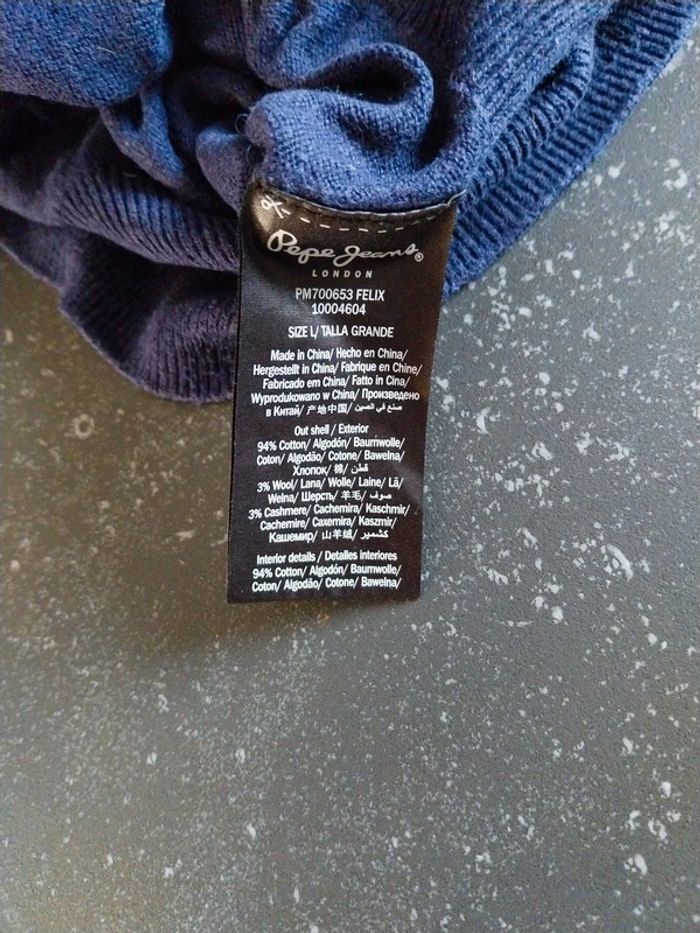 Pepe Jeans®
LONDON
PM700653 FELIX
10004604
SIZE L/ TALLA GRANDE
Made in China/ Hecho en China/
Hergestellt in China/ Fabrique en Chine/
Fabricado em China/ Fatto in Cina/
Wyprodukowano w China/ Произведено
в Китай/ 产地中国/ صنع في الصين/
Out shell / Exterior
94% Cotton/ Algodón/ Baumwolle/
Coton/ Algodão/ Cotone/ Bawełna/
Хлопок/ 棉/ قطن/
3% Wool/ Lana/ Wolle/ Laine/ Lã/
Wełna/ Шерсть/ 羊毛/ صوف/
3% Cashmere/ Cachemira/ Kaschmir/
Cachemire/ Caxemira/ Kaszmir/
Кашемир/ 山羊绒/ كشمير/
Interior details / Detalles interiores
94% Cotton/ Algodón/ Baumwolle/
Coton/ Algodão/ Cotone/ Bawełna/